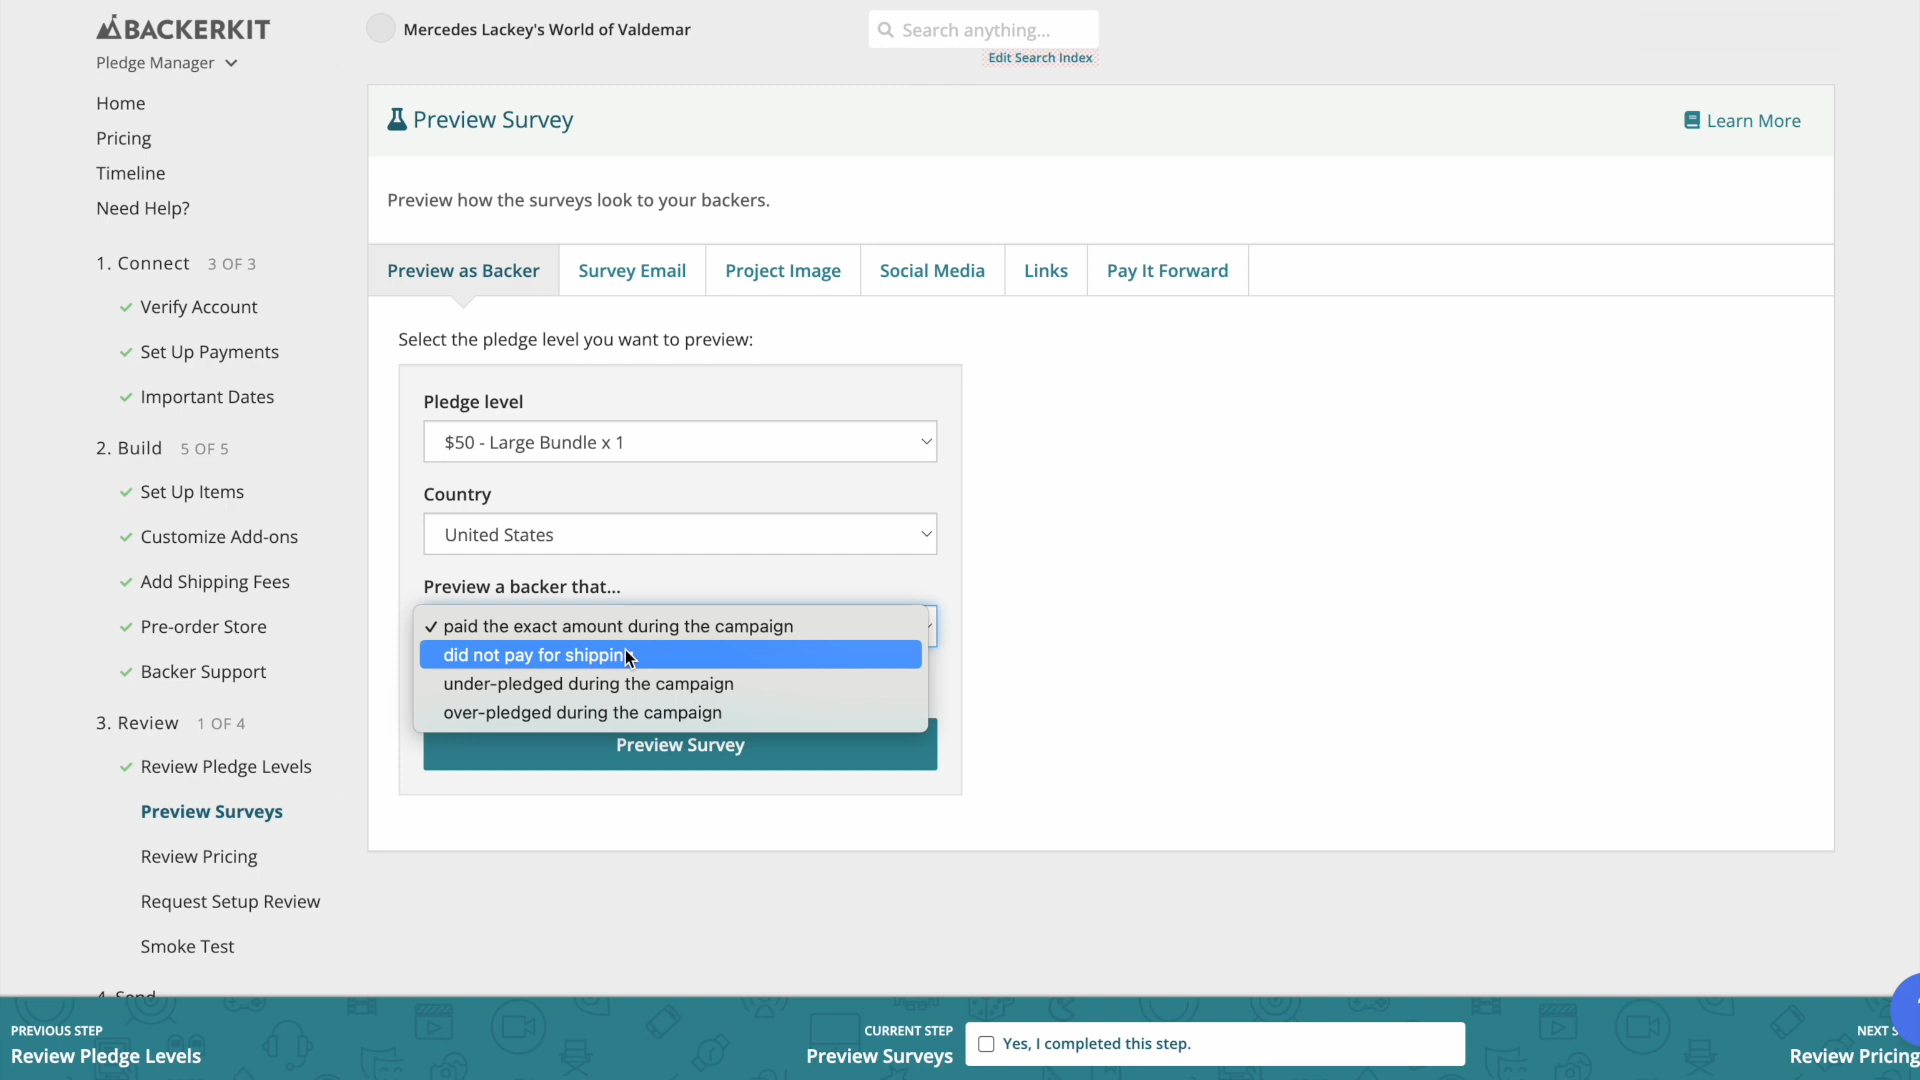 BACKERKIT
Mercedes Lackey's World of Valdemar
Search anything...
Edit Search Index
Pledge Manager
Home
Pricing
Timeline
Need Help?
1. Connect 3 OF 3
Verify Account
Set Up Payments
Important Dates
2. Build 5 OF 5
Set Up Items
Customize Add-ons
Add Shipping Fees
Pre-order Store
Backer Support
3. Review 1 OF 4
Review Pledge Levels
Preview Surveys
Review Pricing
Request Setup Review
Smoke Test
4. Send
Preview Survey
Learn More
Preview how the surveys look to your backers.
Preview as Backer
Survey Email
Project Image
Social Media
Links
Pay It Forward
Select the pledge level you want to preview:
Pledge level
$50 - Large Bundle x 1
Country
United States
Preview a backer that...
✓ paid the exact amount during the campaign
did not pay for shipping
under-pledged during the campaign
over-pledged during the campaign
Preview Survey
PREVIOUS STEP
Review Pledge Levels
CURRENT STEP
Preview Surveys
Yes, I completed this step.
NEXT S
Review Pricing